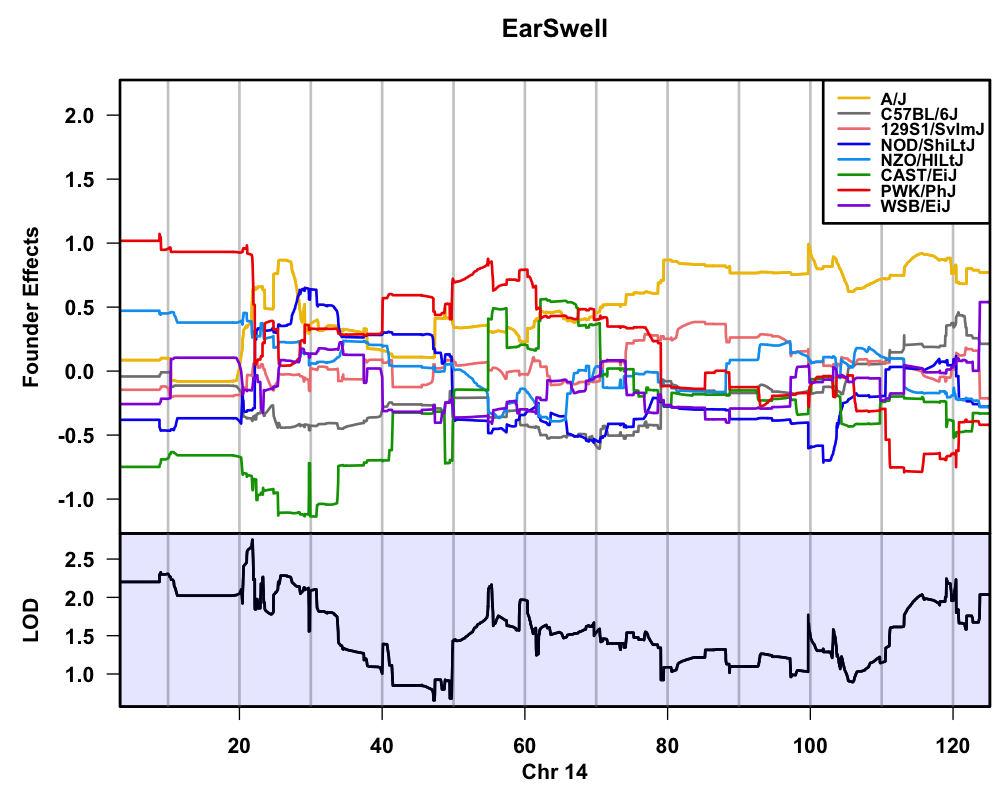 EarSwell
A/J
C57BL/6J
129S1/SvImJ
NOD/ShiLtJ
NZO/HlLtJ
CAST/EiJ
PWK/PhJ
WSB/EiJ
Founder Effects
2.0
1.5
1.0
0.5
0.0
-0.5
-1.0
LOD
2.5
2.0
1.5
1.0
20 40 60 80 100 120
Chr 14